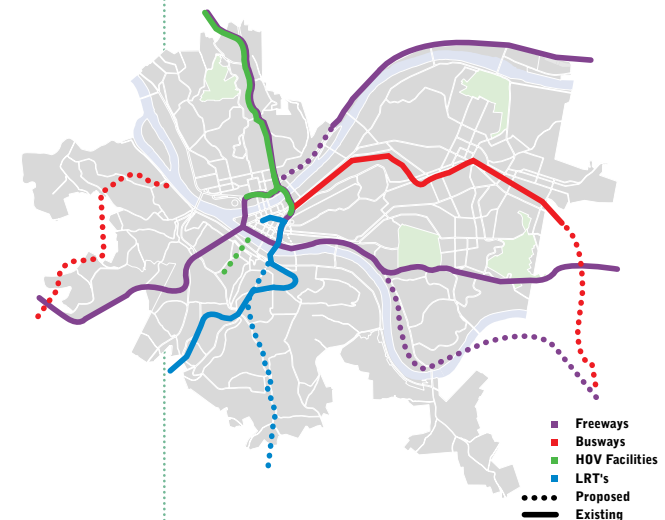 Freeways
Busways
HOV Facilities
LRT's
Proposed
Existing